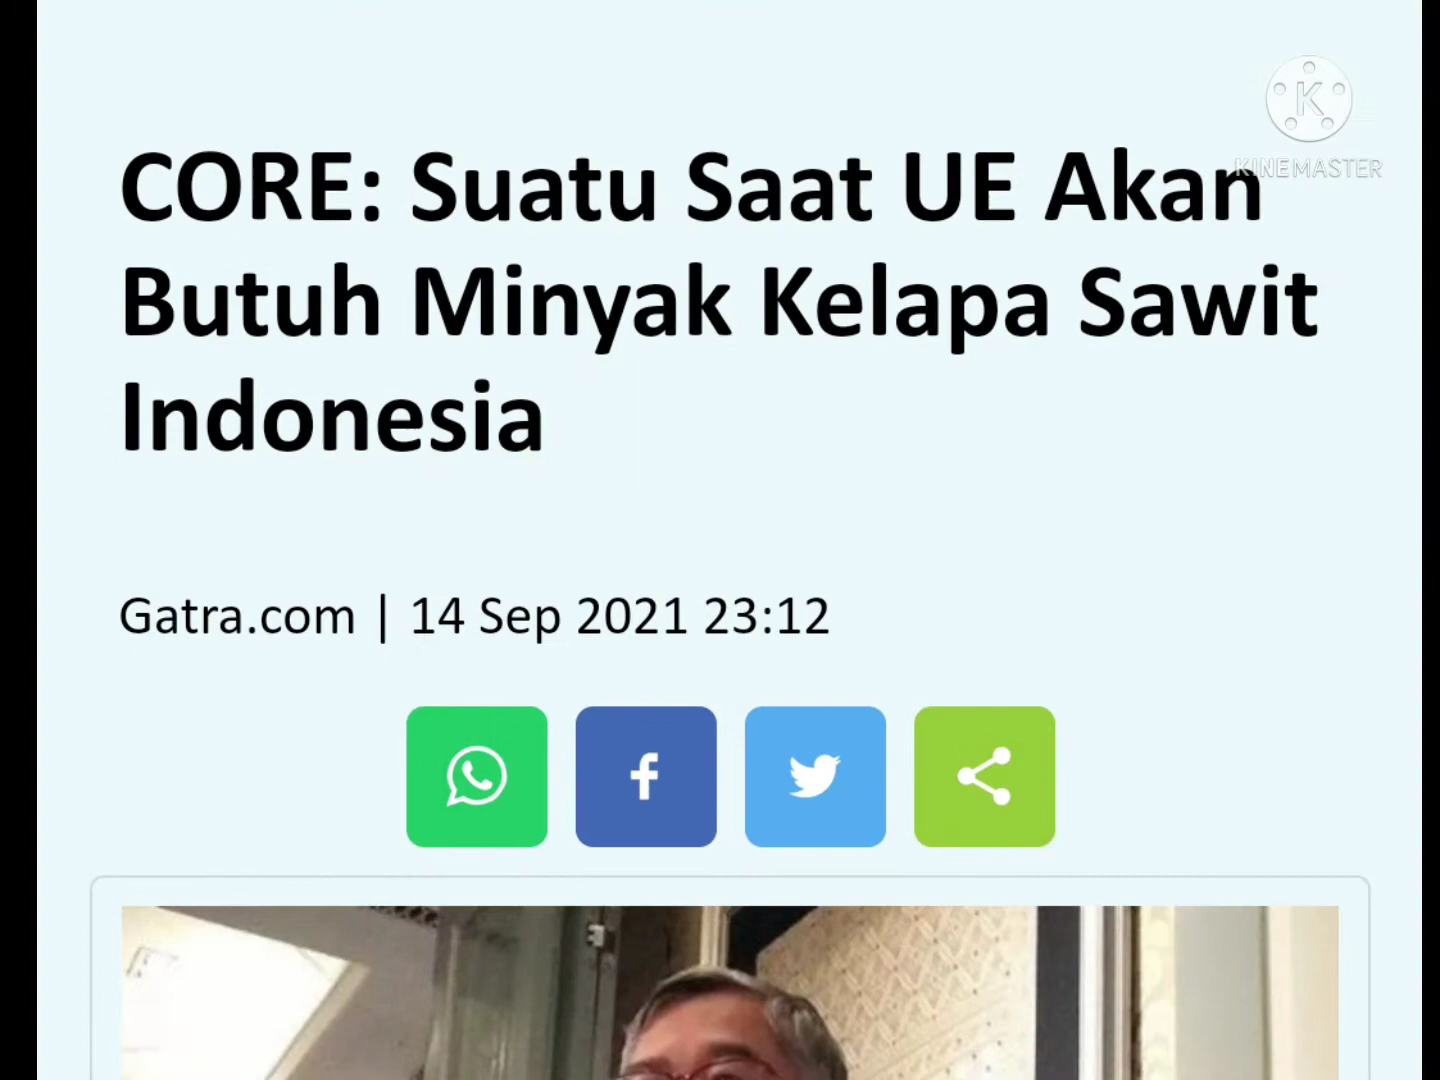 K
KINEMASTER
CORE: Suatu Saat UE Akan
Butuh Minyak Kelapa Sawit
Indonesia
Gatra.com | 14 Sep 2021 23:12